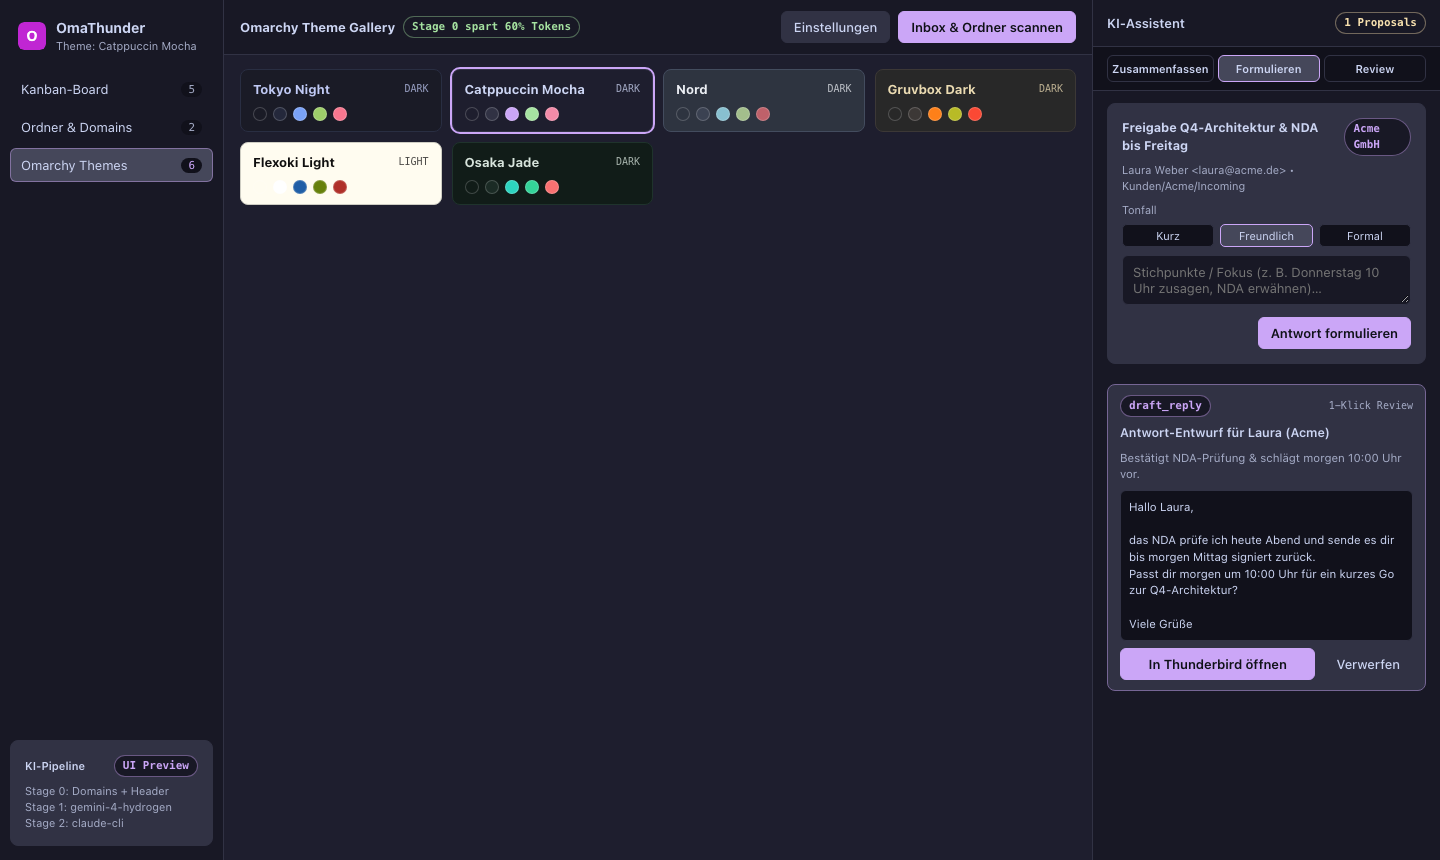 O
OmaThunder
Theme: Catppuccin Mocha
Kanban-Board 5
Ordner & Domains 2
Omarchy Themes 6
KI-Pipeline UI Preview
Stage 0: Domains + Header
Stage 1: gemini-4-hydrogen
Stage 2: claude-cli
Omarchy Theme Gallery Stage 0 spart 60% Tokens Einstellungen Inbox & Ordner scannen
Tokyo Night DARK
Catppuccin Mocha DARK
Nord DARK
Gruvbox Dark DARK
Flexoki Light LIGHT
Osaka Jade DARK
KI-Assistent 1 Proposals
Zusammenfassen Formulieren Review
Freigabe Q4-Architektur & NDA
bis Freitag
Acme
GmbH
Laura Weber <laura@acme.de> •
Kunden/Acme/Incoming
Tonfall
Kurz Freundlich Formal
Stichpunkte / Fokus (z. B. Donnerstag 10
Uhr zusagen, NDA erwähnen)…
Antwort formulieren
draft_reply 1-Klick Review
Antwort-Entwurf für Laura (Acme)
Bestätigt NDA-Prüfung & schlägt morgen 10:00 Uhr
vor.
Hallo Laura,
das NDA prüfe ich heute Abend und sende es dir
bis morgen Mittag signiert zurück.
Passt dir morgen um 10:00 Uhr für ein kurzes Go
zur Q4-Architektur?
Viele Grüße
In Thunderbird öffnen Verwerfen